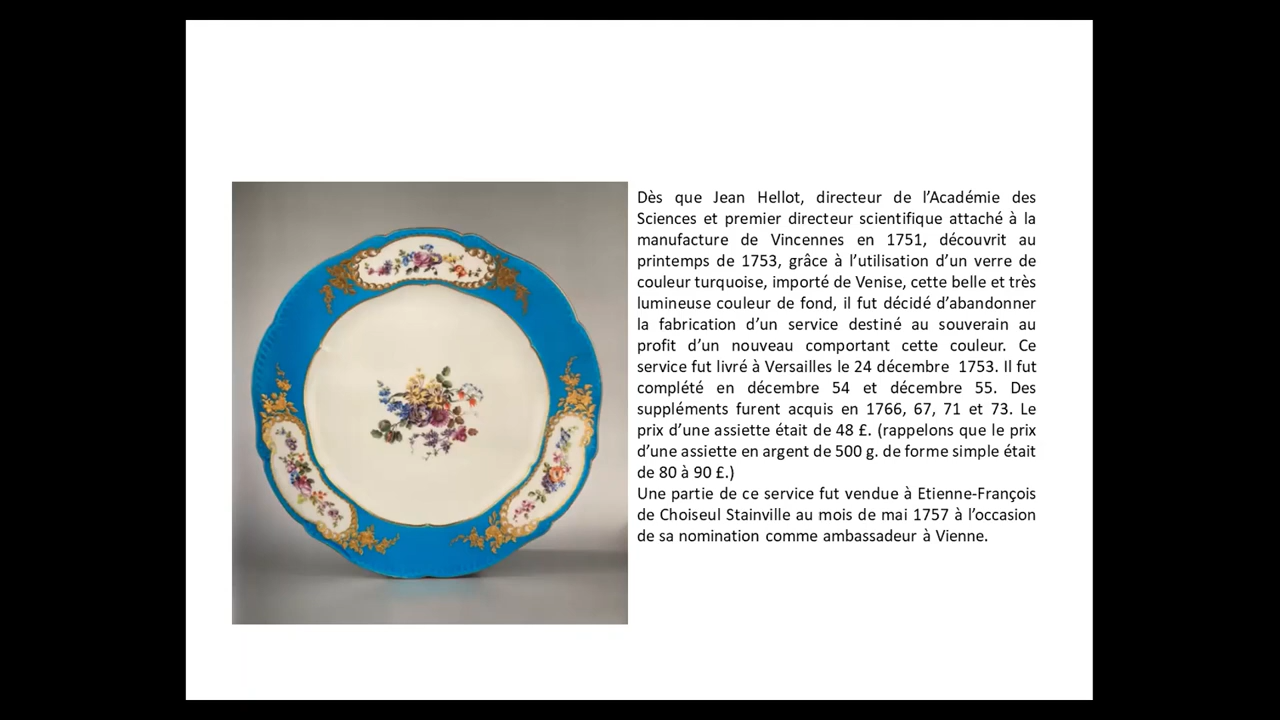 Dès que Jean Hellot, directeur de l’Académie des
Sciences et premier directeur scientifique attaché à la
manufacture de Vincennes en 1751, découvrit au
printemps de 1753, grâce à l’utilisation d’un verre de
couleur turquoise, importé de Venise, cette belle et très
lumineuse couleur de fond, il fut décidé d’abandonner
la fabrication d’un service destiné au souverain au
profit d’un nouveau comportant cette couleur. Ce
service fut livré à Versailles le 24 décembre 1753. Il fut
complété en décembre 54 et décembre 55. Des
suppléments furent acquis en 1766, 67, 71 et 73. Le
prix d’une assiette était de 48 £. (rappelons que le prix
d’une assiette en argent de 500 g. de forme simple était
de 80 à 90 £.)
Une partie de ce service fut vendue à Etienne-François
de Choiseul Stainville au mois de mai 1757 à l’occasion
de sa nomination comme ambassadeur à Vienne.